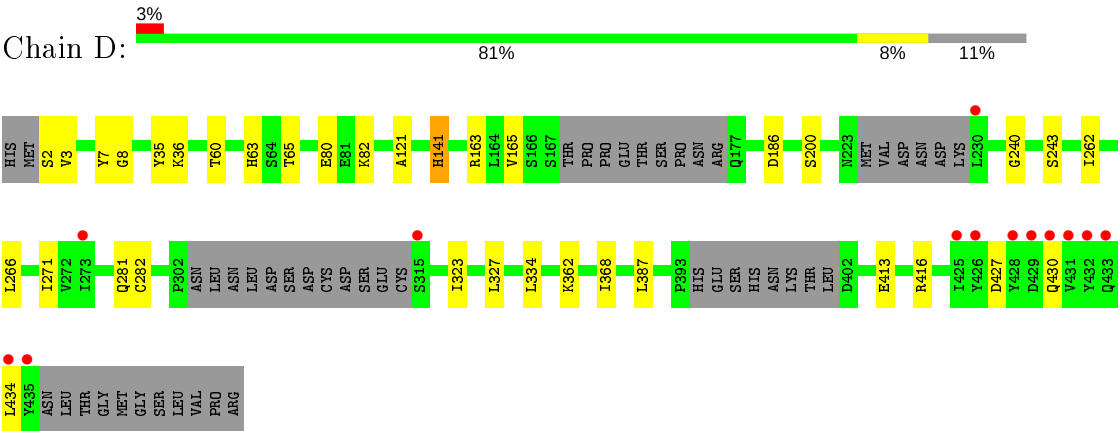 3%
Chain D:
81% 8% 11%
HIS MET S2 V3 Y7 G8 Y35 K36 T60 H63 S64 T65 E80 E81 K82 A121 H141 R163 L164 V165 S166 S167 THR PRO PRO GLU THR SER PRO ASN ARG Q177 D186 S200 N223 MET VAL ASP ASN ASP LYS L230 G240 S243 I262
L266 I271 V272 I273 Q281 C282 P302 ASN LEU ASN LEU ASP SER ASP CYS ASP SER GLU CYS S315 I323 L327 L334 K362 I368 L387 P393 HIS GLU SER HIS ASN LYS THR LEU D402 E413 R416 I425 Y426 D427 Y428 D429 Q430 V431 Y432 Q433
L434 Y435 ASN LEU THR GLY MET GLY SER LEU VAL PRO ARG